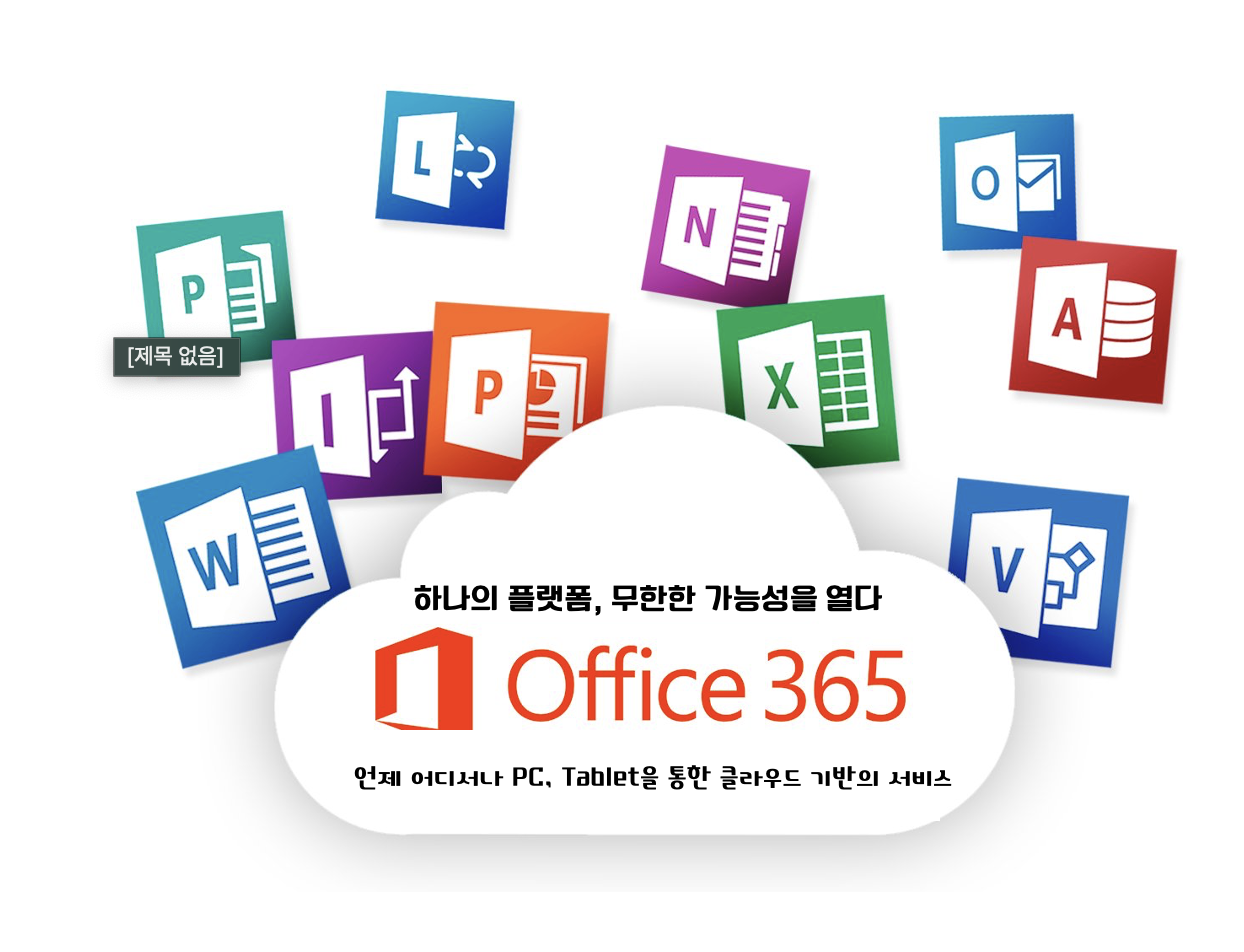 L
N
O
P
A
[제목 없음]
I
P
X
W
V
하나의 플랫폼, 무한한 가능성을 열다
Office 365
언제 어디서나 PC, Tablet을 통한 클라우드 기반의 서비스